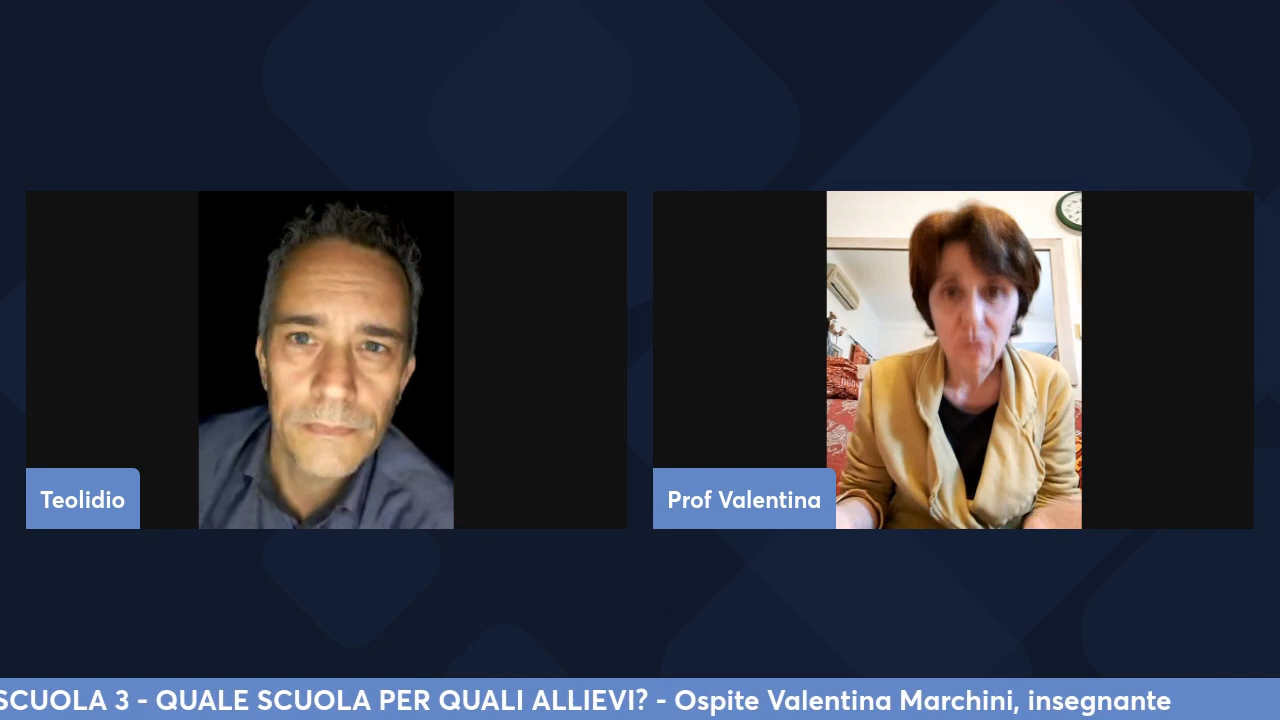 Teolidio
Prof Valentina
SCUOLA 3 - QUALE SCUOLA PER QUALI ALLIEVI? - Ospite Valentina Marchini, insegnante